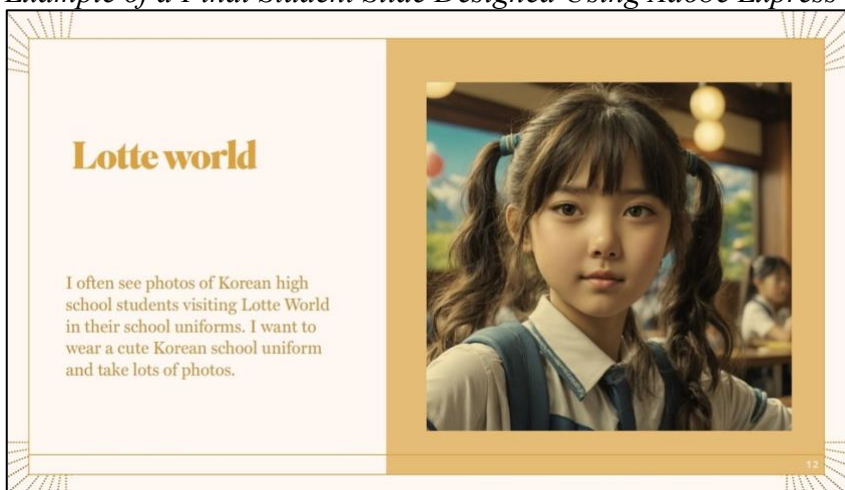 Example of a Final Student Slide Designed Using Adobe Express
Lotte world
I often see photos of Korean high
school students visiting Lotte World
in their school uniforms. I want to
wear a cute Korean school uniform
and take lots of photos.
12